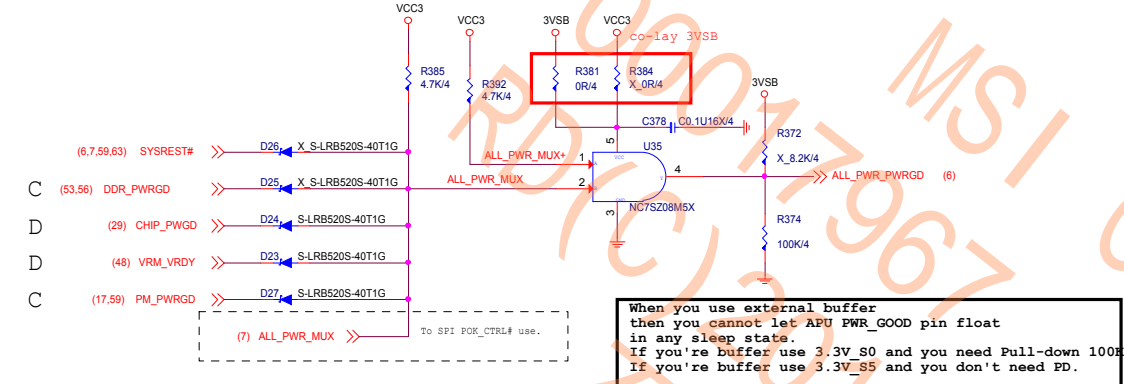 VCC3
VCC3
3VSB
VCC3
co-lay 3VSB
R385
4.7K/4
R392
4.7K/4
R381
0R/4
R384
X_0R/4
3VSB
C378
C0.1U16X/4
R372
X_8.2K/4
(6,7,59,63) SYSREST#
D26
X_S-LRB520S-40T1G
ALL_PWR_MUX+
1
5
VCC
U35
A
4
Y
ALL_PWR_PWRGD (6)
C
(53,56) DDR_PWRGD
D25
X_S-LRB520S-40T1G
ALL_PWR_MUX
2
3
NC7SZ08M5X
D
(29) CHIP_PWGD
D24
S-LRB520S-40T1G
R374
100K/4
D
(48) VRM_VRDY
D23
S-LRB520S-40T1G
C
(17,59) PM_PWRGD
D27
S-LRB520S-40T1G
(7) ALL_PWR_MUX
To SPI POK_CTRL# use.
When you use external buffer
then you cannot let APU PWR_GOOD pin float
in any sleep state.
If you're buffer use 3.3V_S0 and you need Pull-down 100K
If you're buffer use 3.3V_S5 and you don't need PD.
MSI
00017967
RD(C)201